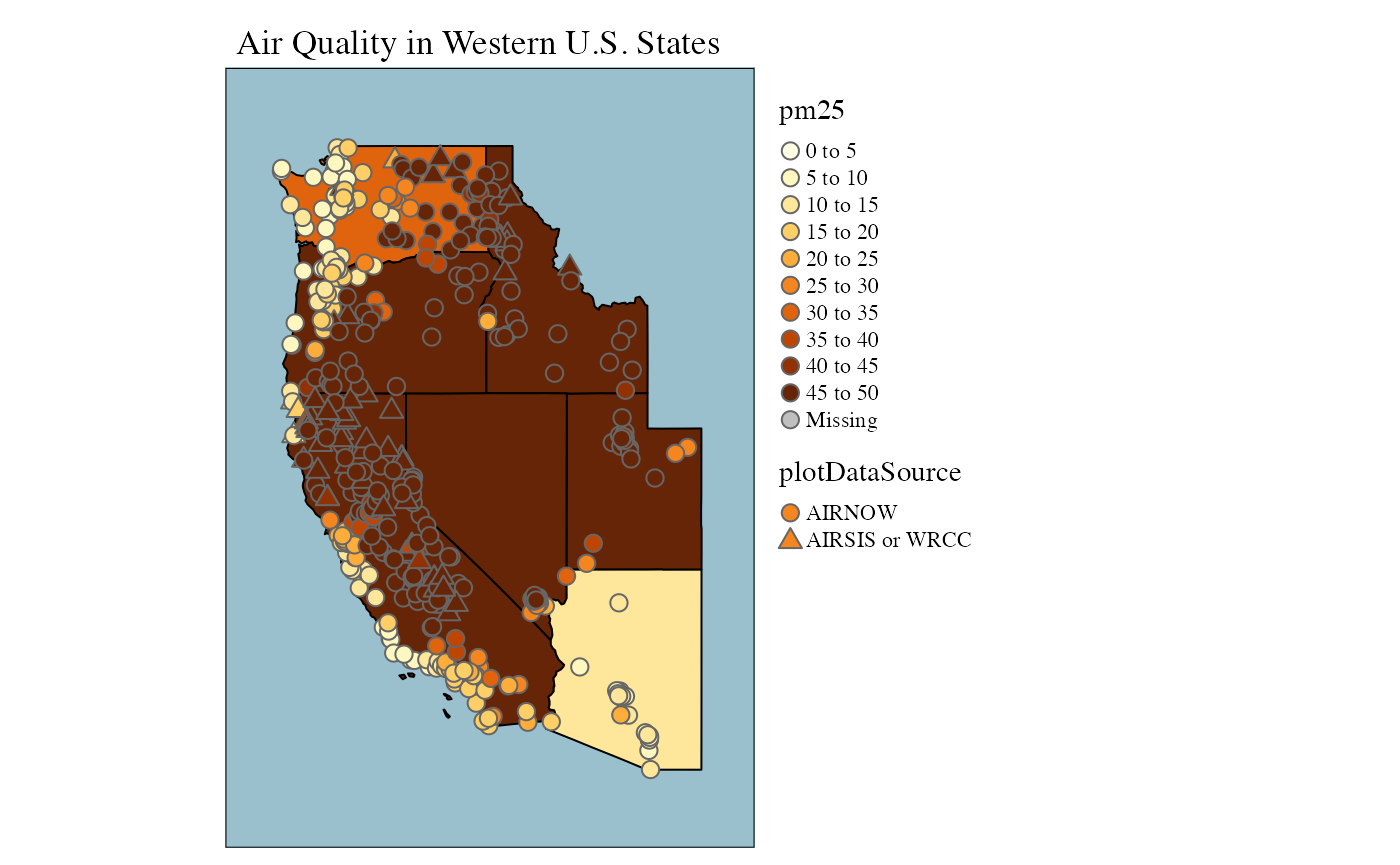 Air Quality in Western U.S. States
pm25
0 to 5
5 to 10
10 to 15
15 to 20
20 to 25
25 to 30
30 to 35
35 to 40
40 to 45
45 to 50
Missing
plotDataSource
AIRNOW
AIRSIS or WRCC